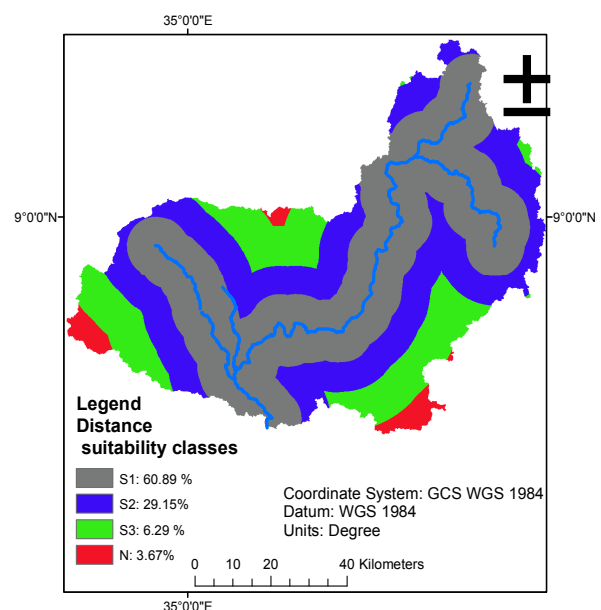 35°0'0"E
9°0'0"N
9°0'0"N
Legend
Distance
suitability classes
S1: 60.89 %
S2: 29.15%
S3: 6.29 %
N: 3.67%
Coordinate System: GCS WGS 1984
Datum: WGS 1984
Units: Degree
0 10 20 40 Kilometers
35°0'0"E